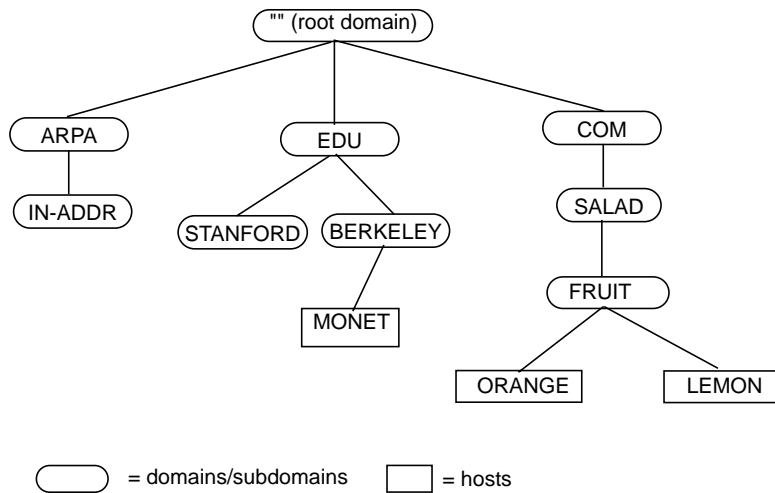 "" (root domain)
ARPA
EDU
COM
IN-ADDR
STANFORD
BERKELEY
SALAD
MONET
FRUIT
ORANGE
LEMON
= domains/subdomains
= hosts